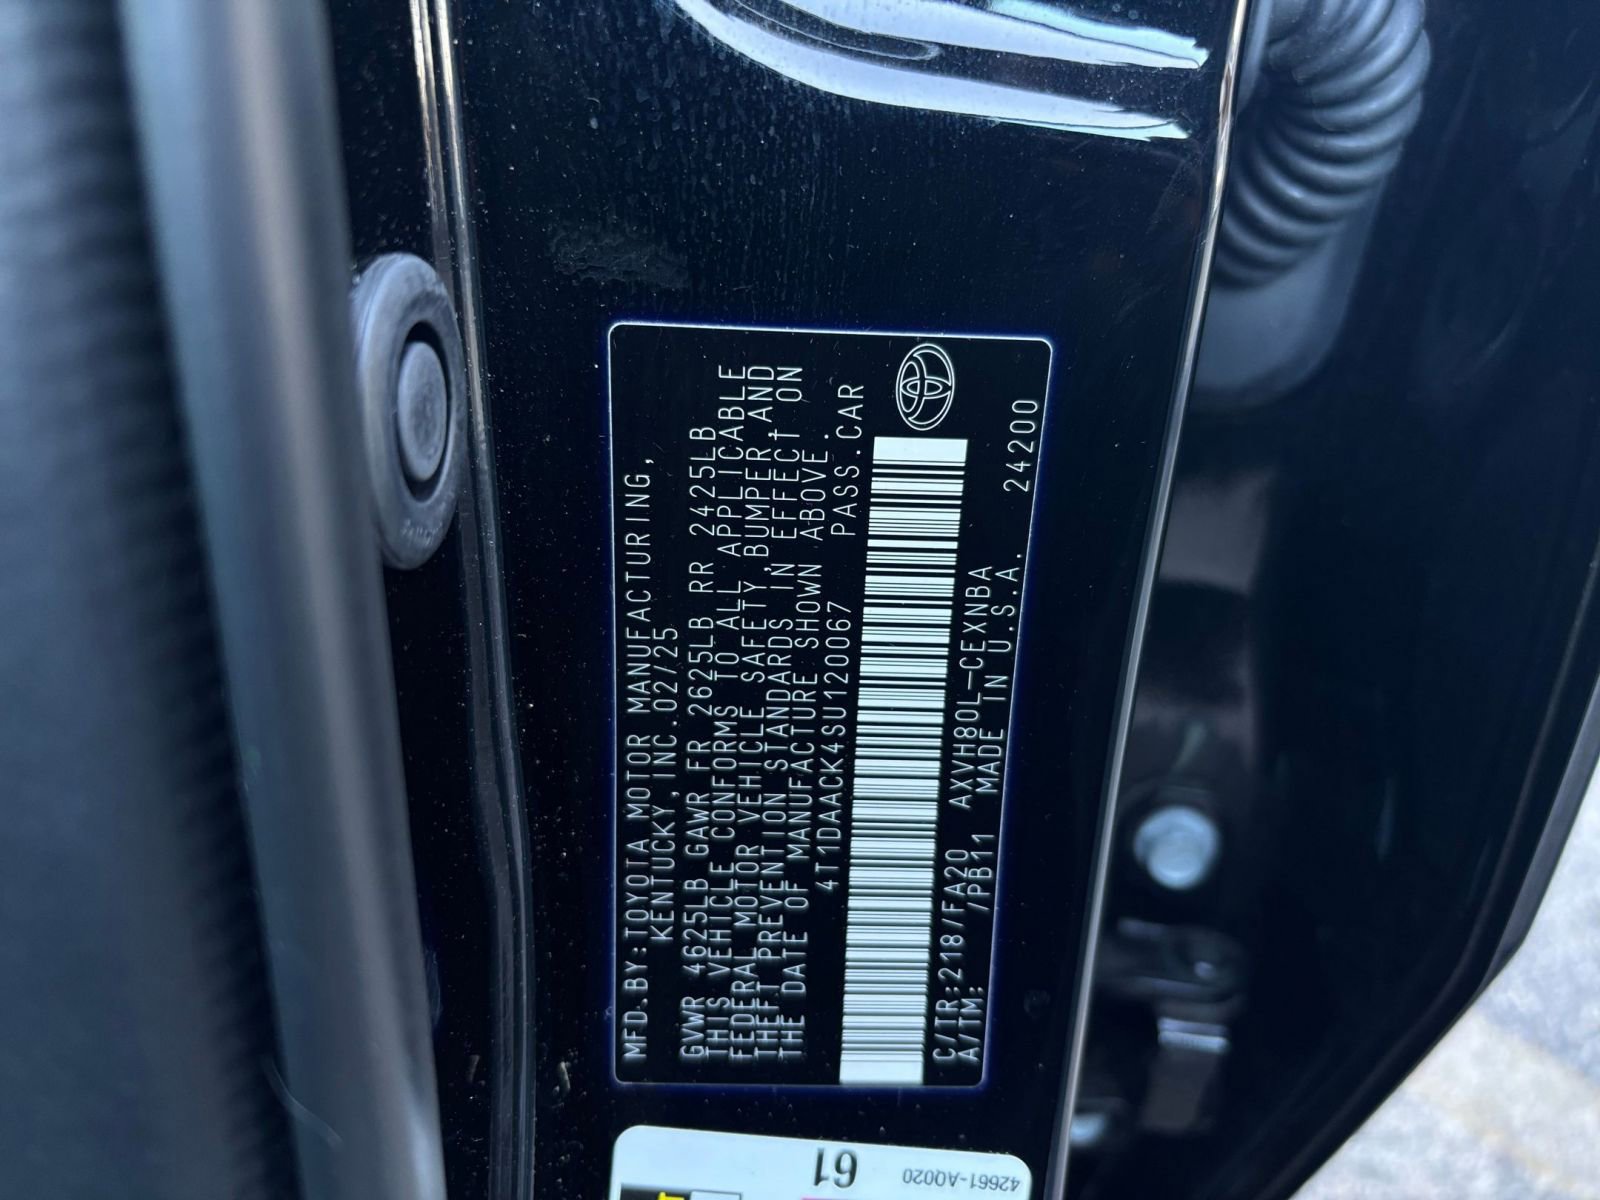 MFD.BY:TOYOTA MOTOR MANUFACTURING,
KENTUCKY,INC.02/25
GVWR 4625LB GAWR FR 2625LB RR 2425LB
THIS VEHICLE CONFORMS TO ALL APPLICABLE
FEDERAL MOTOR VEHICLE SAFETY,BUMPER,AND
THEFT PREVENTION STANDARDS IN EFFECT ON
THE DATE OF MANUFACTURE SHOWN ABOVE.
4T1DAACK4SU120067 PASS.CAR
C/TR:218/FA20 AXVH80L-CEXNBA
A/TM: /PB11 MADE IN U.S.A. 24200
61
42661-AQ020